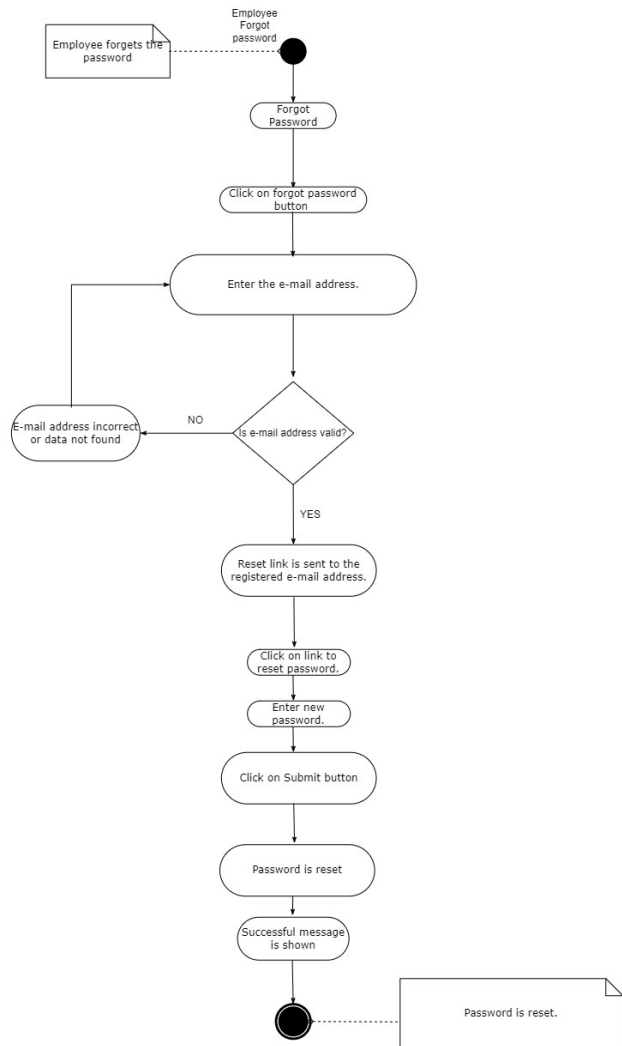 Employee
Forgot
password
Employee forgets the
password
Forgot
Password
Click on forgot password
button
Enter the e-mail address.
E-mail address incorrect
or data not found
NO
Is e-mail address valid?
YES
Reset link is sent to the
registered e-mail address.
Click on link to
reset password.
Enter new
password.
Click on Submit button
Password is reset
Successful message
is shown
Password is reset.